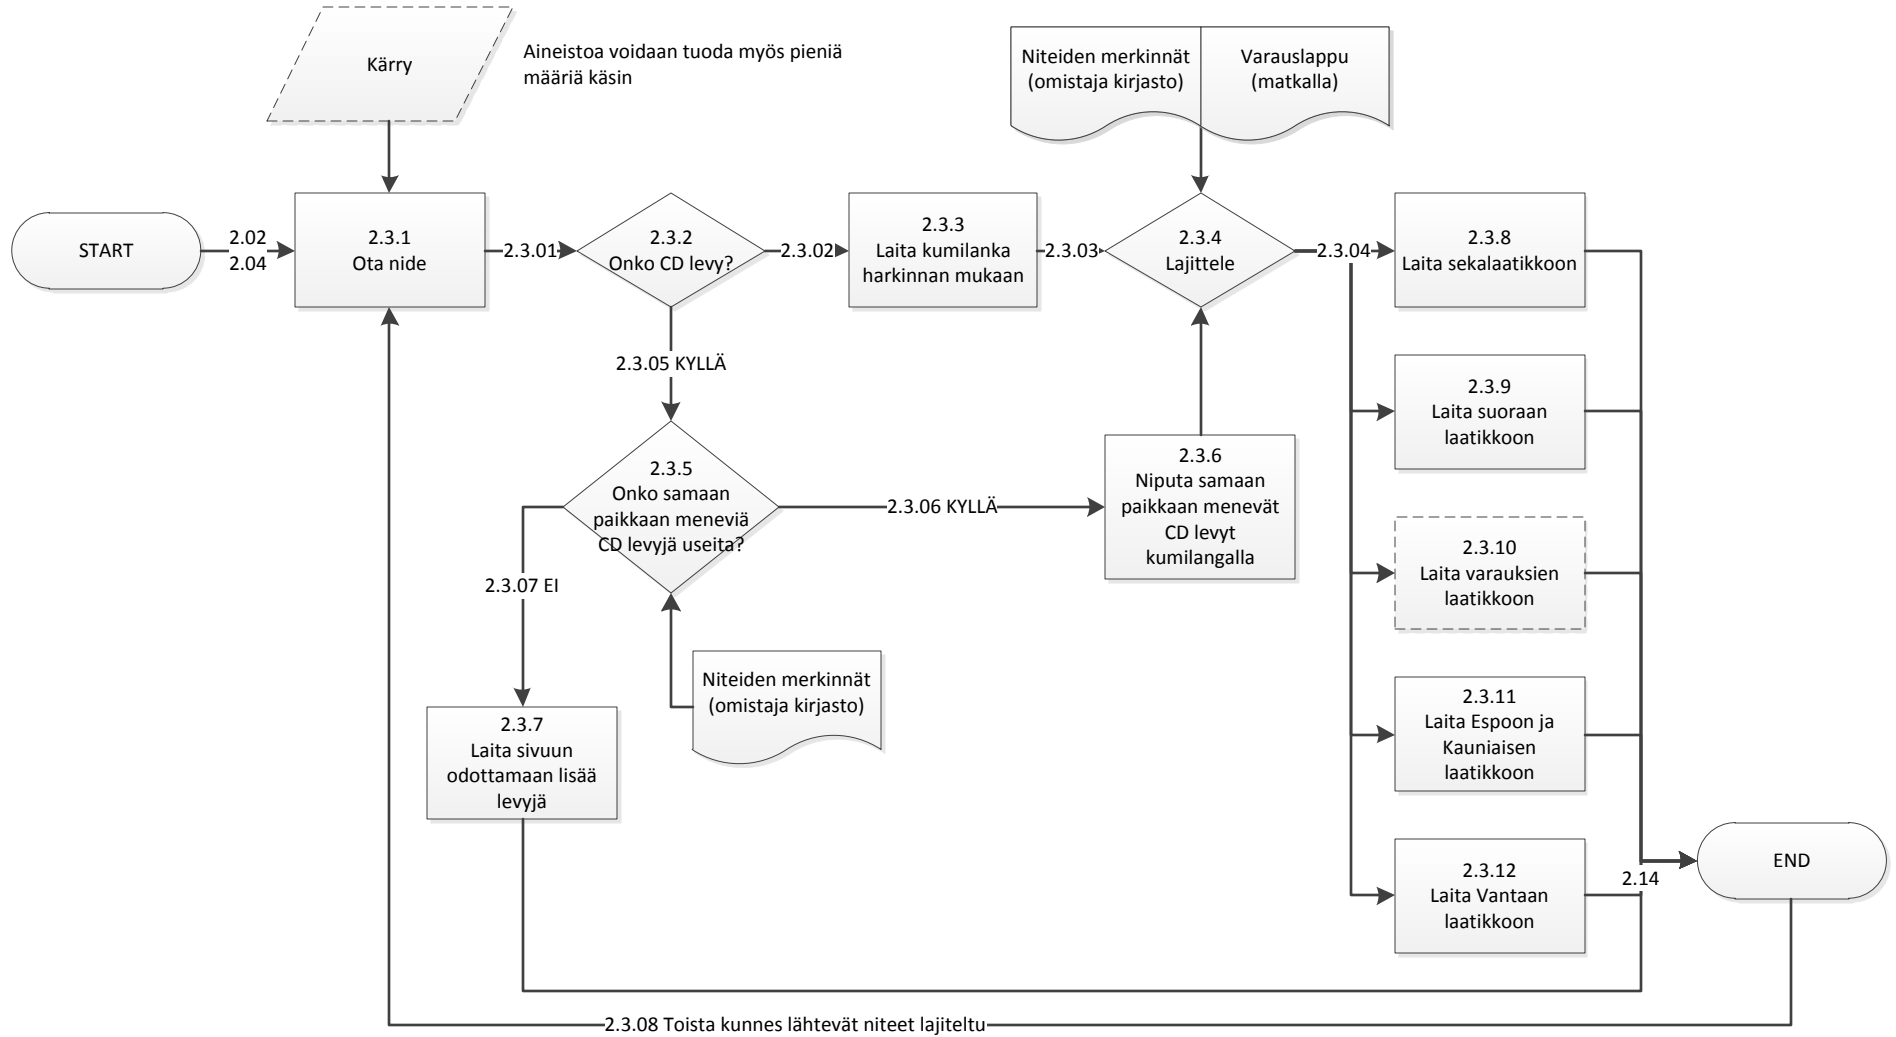 Kärry
Aineistoa voidaan tuoda myös pieniä
määriä käsin
Niteiden merkinnät
(omistaja kirjasto)
Varauslappu
(matkalla)
START
2.02
2.04
2.3.1
Ota nide
2.3.01
2.3.2
Onko CD levy?
2.3.02
2.3.3
Laita kumilanka
harkinnan mukaan
2.3.03
2.3.4
Lajittele
2.3.04
2.3.8
Laita sekalaatikkoon
2.3.05 KYLLÄ
2.3.9
Laita suoraan
laatikkoon
2.3.5
Onko samaan
paikkaan meneviä
CD levyjä useita?
2.3.06 KYLLÄ
2.3.6
Niputa samaan
paikkaan menevät
CD levyt
kumilangalla
2.3.10
Laita varauksien
laatikkoon
2.3.07 EI
Niteiden merkinnät
(omistaja kirjasto)
2.3.7
Laita sivuun
odottamaan lisää
levyjä
2.3.11
Laita Espoon ja
Kauniaisen
laatikkoon
2.3.12
Laita Vantaan
laatikkoon
2.14
END
2.3.08 Toista kunnes lähtevät niteet lajiteltu